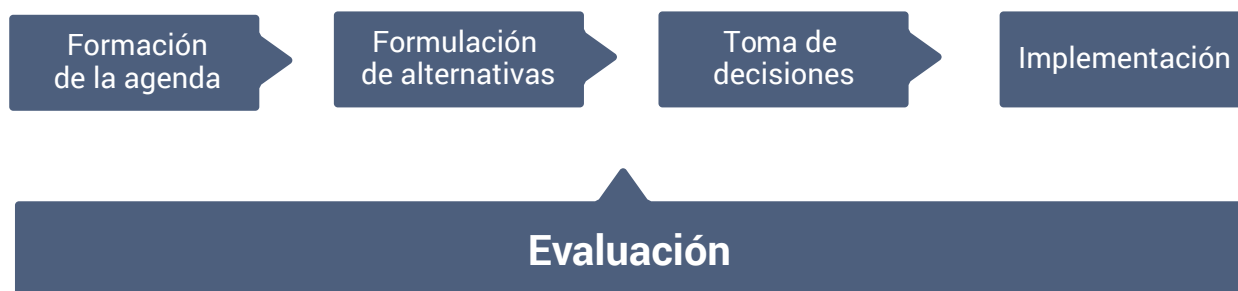 Formación
de la agenda
Formulación
de alternativas
Toma de
decisiones
Implementación
Evaluación